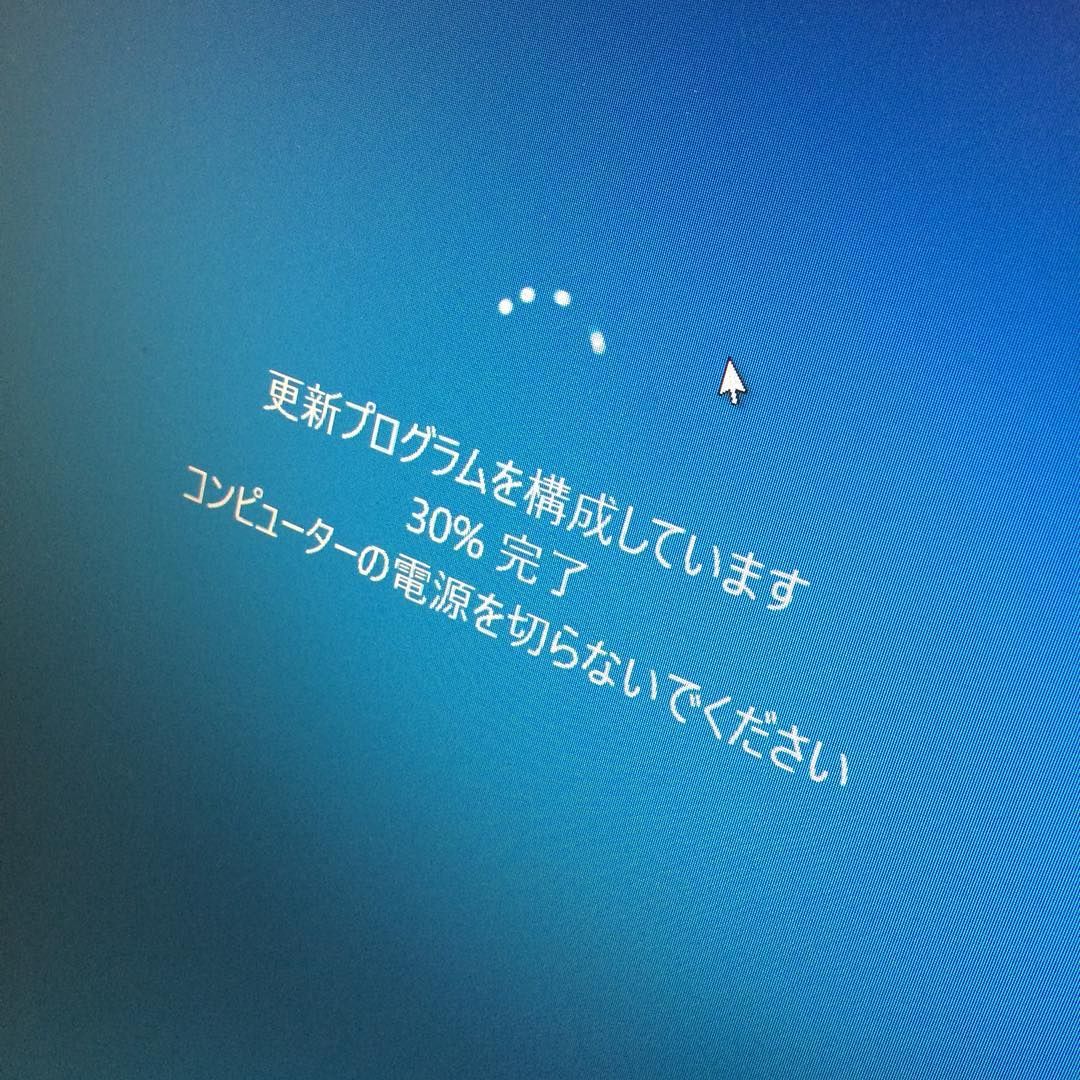 更新プログラムを構成しています
30% 完了
コンピューターの電源を切らないでください